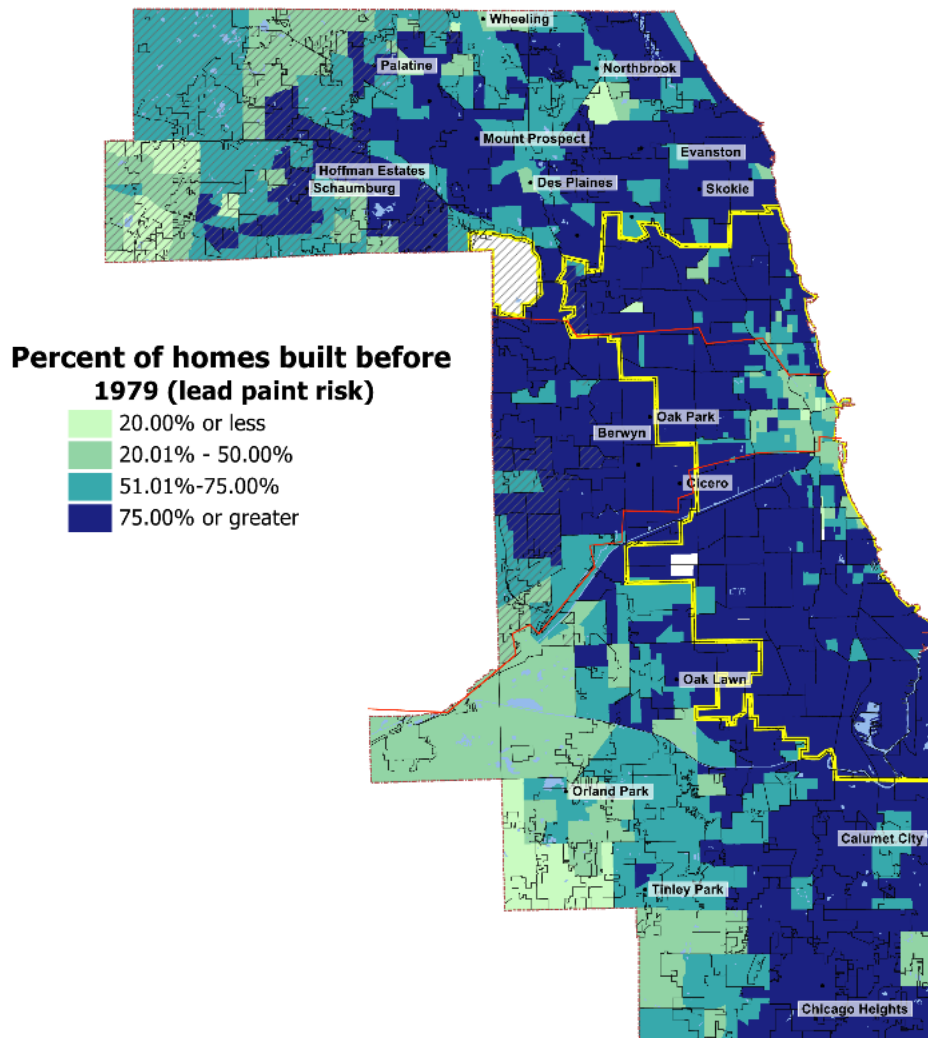 Wheeling
Palatine
Northbrook
Mount Prospect
Evanston
Hoffman Estates
Des Plaines
Schaumburg
Skokie
Percent of homes built before
1979 (lead paint risk)
20.00% or less
20.01% - 50.00%
51.01%-75.00%
75.00% or greater
Oak Park
Berwyn
Cicero
Oak Lawn
Orland Park
Calumet City
Tinley Park
Chicago Heights